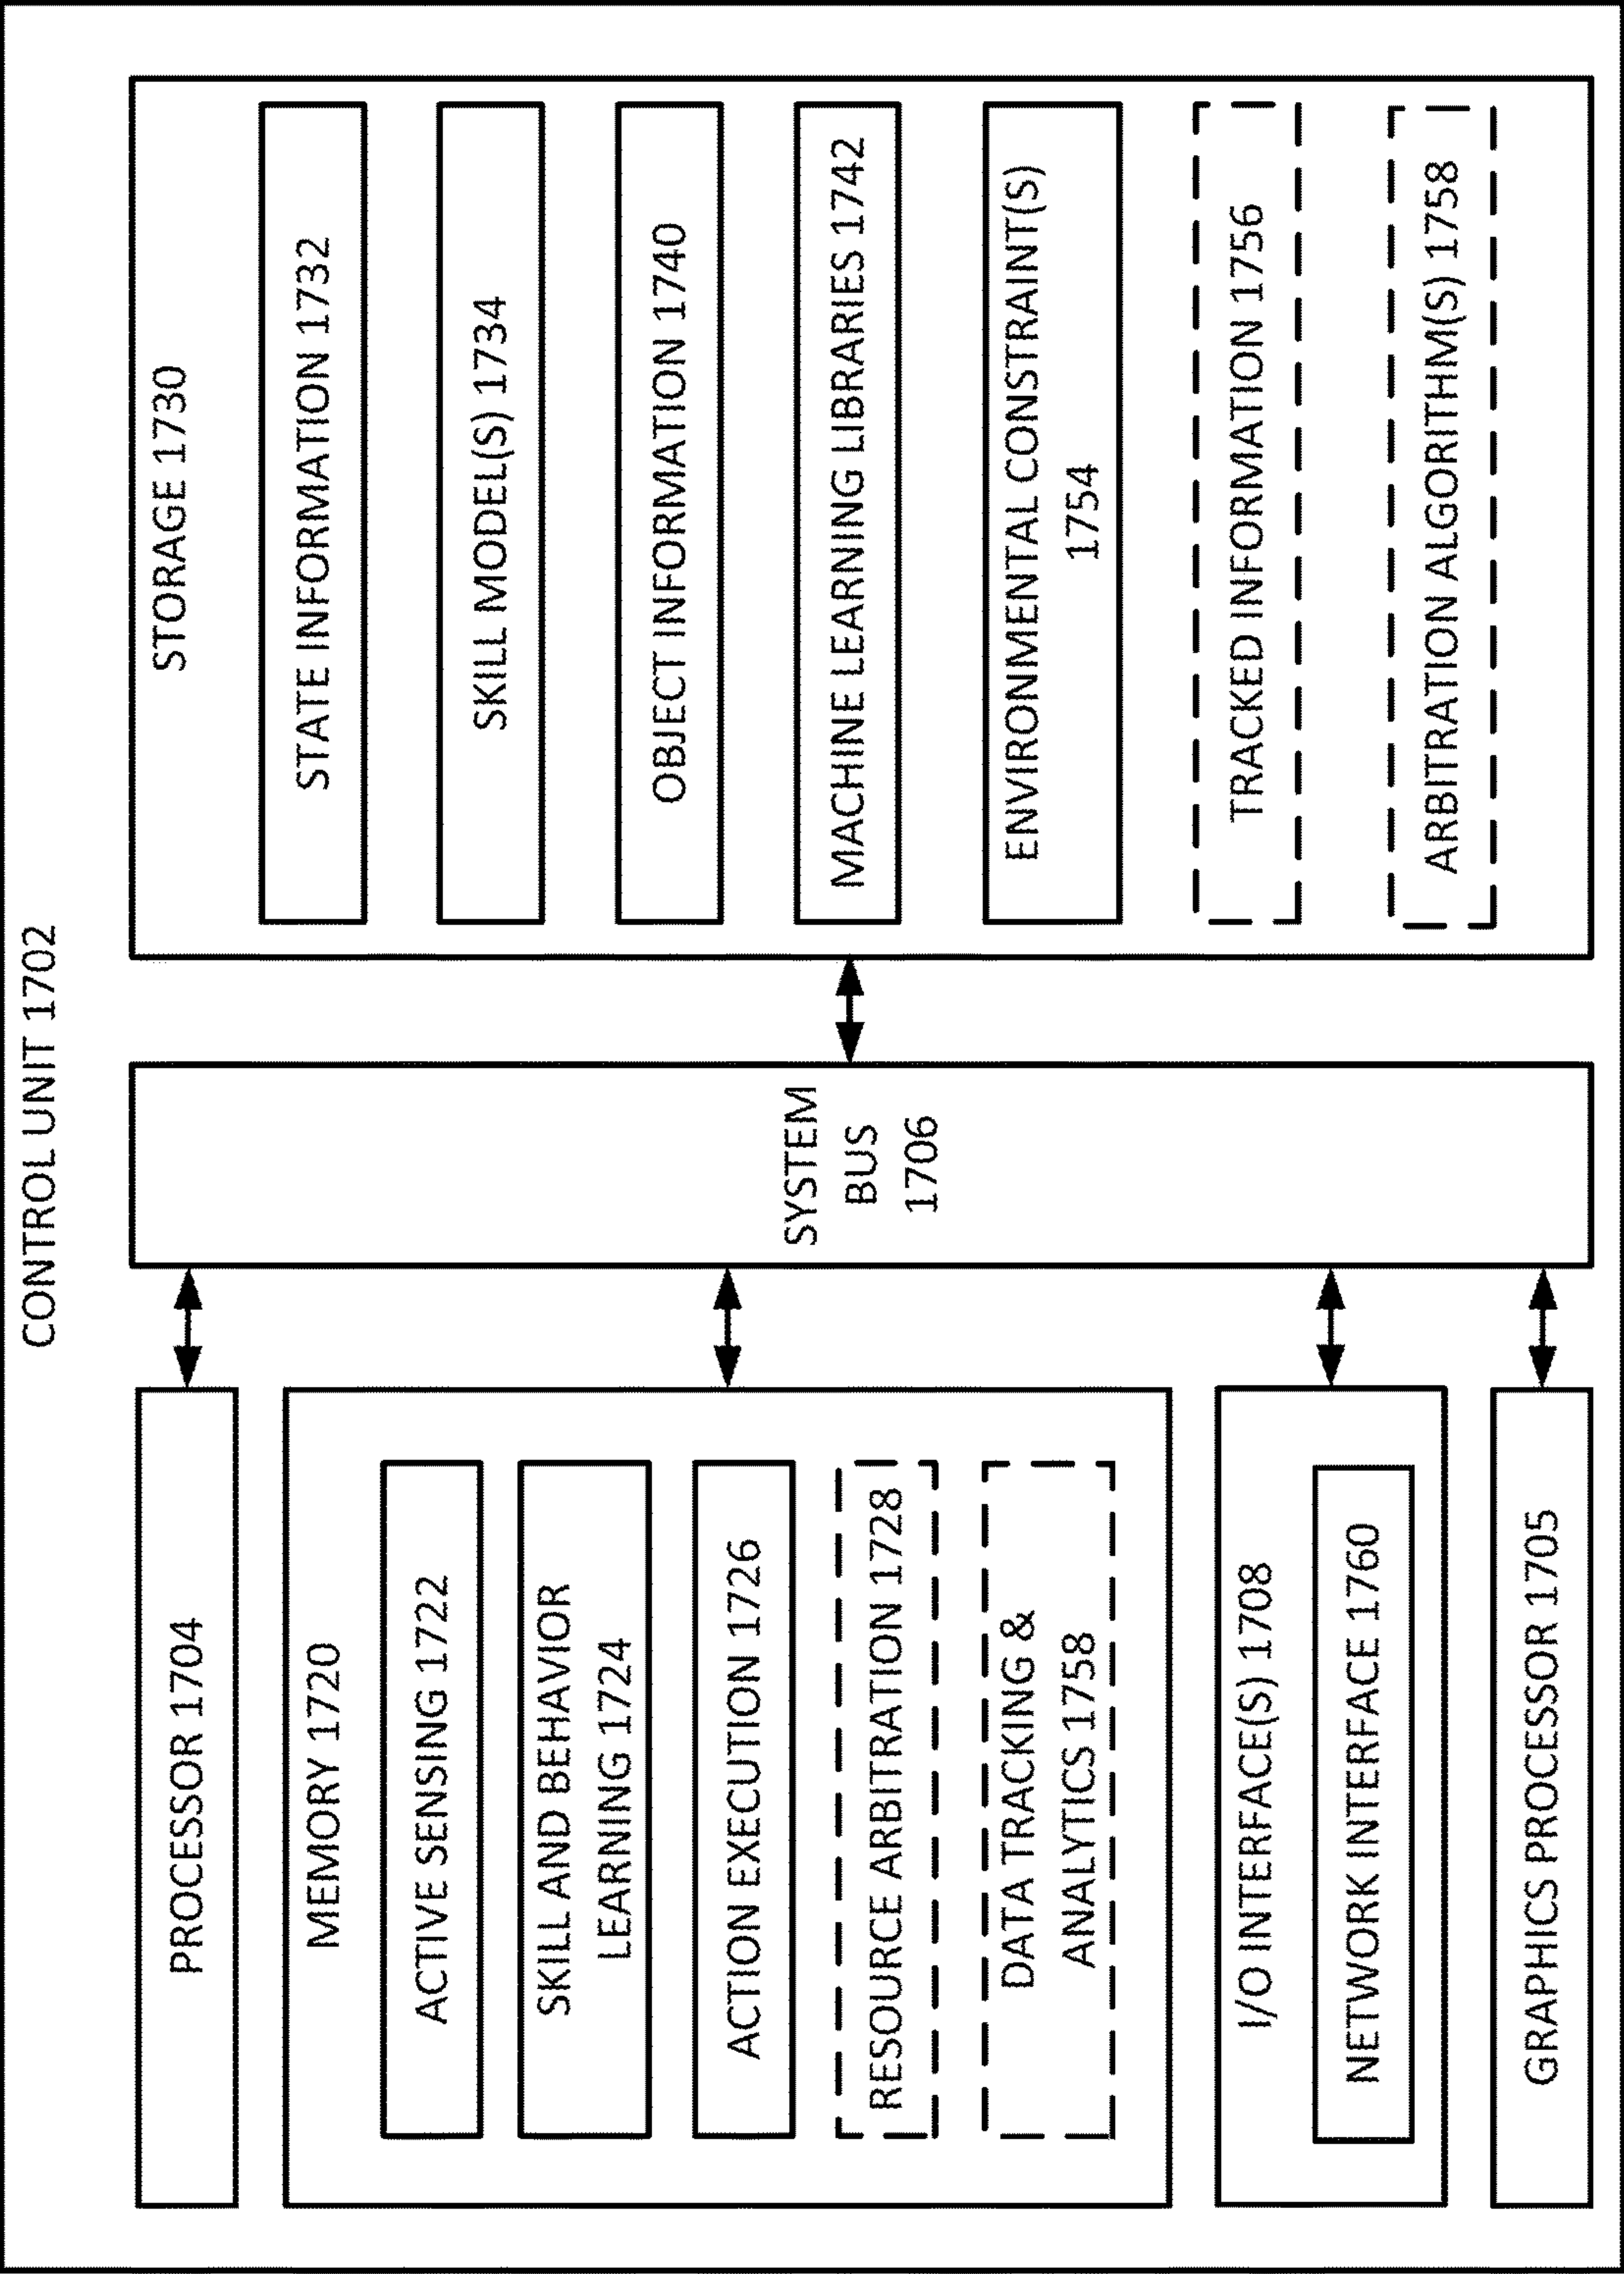 CONTROL UNIT 1702
PROCESSOR 1704
MEMORY 1720
ACTIVE SENSING 1722
SKILL AND BEHAVIOR
LEARNING 1724
ACTION EXECUTION 1726
RESOURCE ARBITRATION 1728
DATA TRACKING &
ANALYTICS 1758
I/O INTERFACE(S) 1708
NETWORK INTERFACE 1760
GRAPHICS PROCESSOR 1705
SYSTEM
BUS
1706
STORAGE 1730
STATE INFORMATION 1732
SKILL MODEL(S) 1734
OBJECT INFORMATION 1740
MACHINE LEARNING LIBRARIES 1742
ENVIRONMENTAL CONSTRAINT(S)
1754
TRACKED INFORMATION 1756
ARBITRATION ALGORITHM(S) 1758